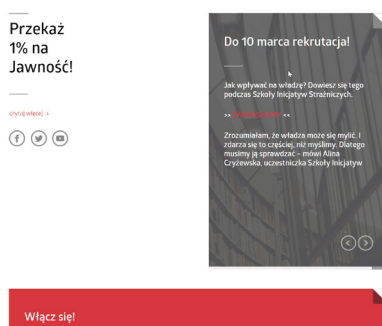 Przekaż
1% na
Jawność!
czytaj więcej
Do 10 marca rekrutacja!
Jak wpływać na władzę? Dowiesz się tego
podczas Szkoły Inicjatyw Strażniczych.
>> <<
Zrozumiałam, że władza może się mylić. I
zdarza się to częściej, niż myślimy. Dlatego
musimy ją sprawdzać – mówi Alina
Czyżewska, uczestniczka Szkoły Inicjatyw
Włącz się!